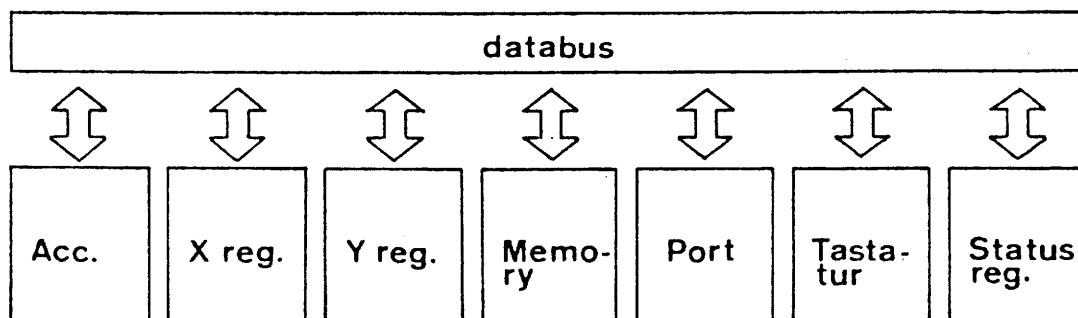 databus
Acc.
X reg.
Y reg.
Memo-
ry
Port
Tasta-
tur
Status
reg.